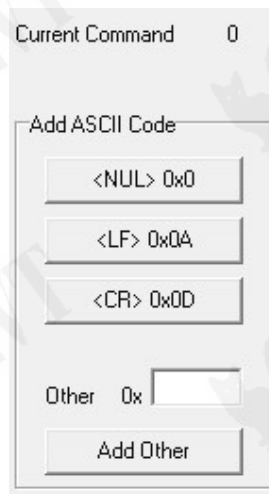 Current Command 0
Add ASCII Code
<NUL> 0x0
<LF> 0x0A
<CR> 0x0D
Other 0x
Add Other